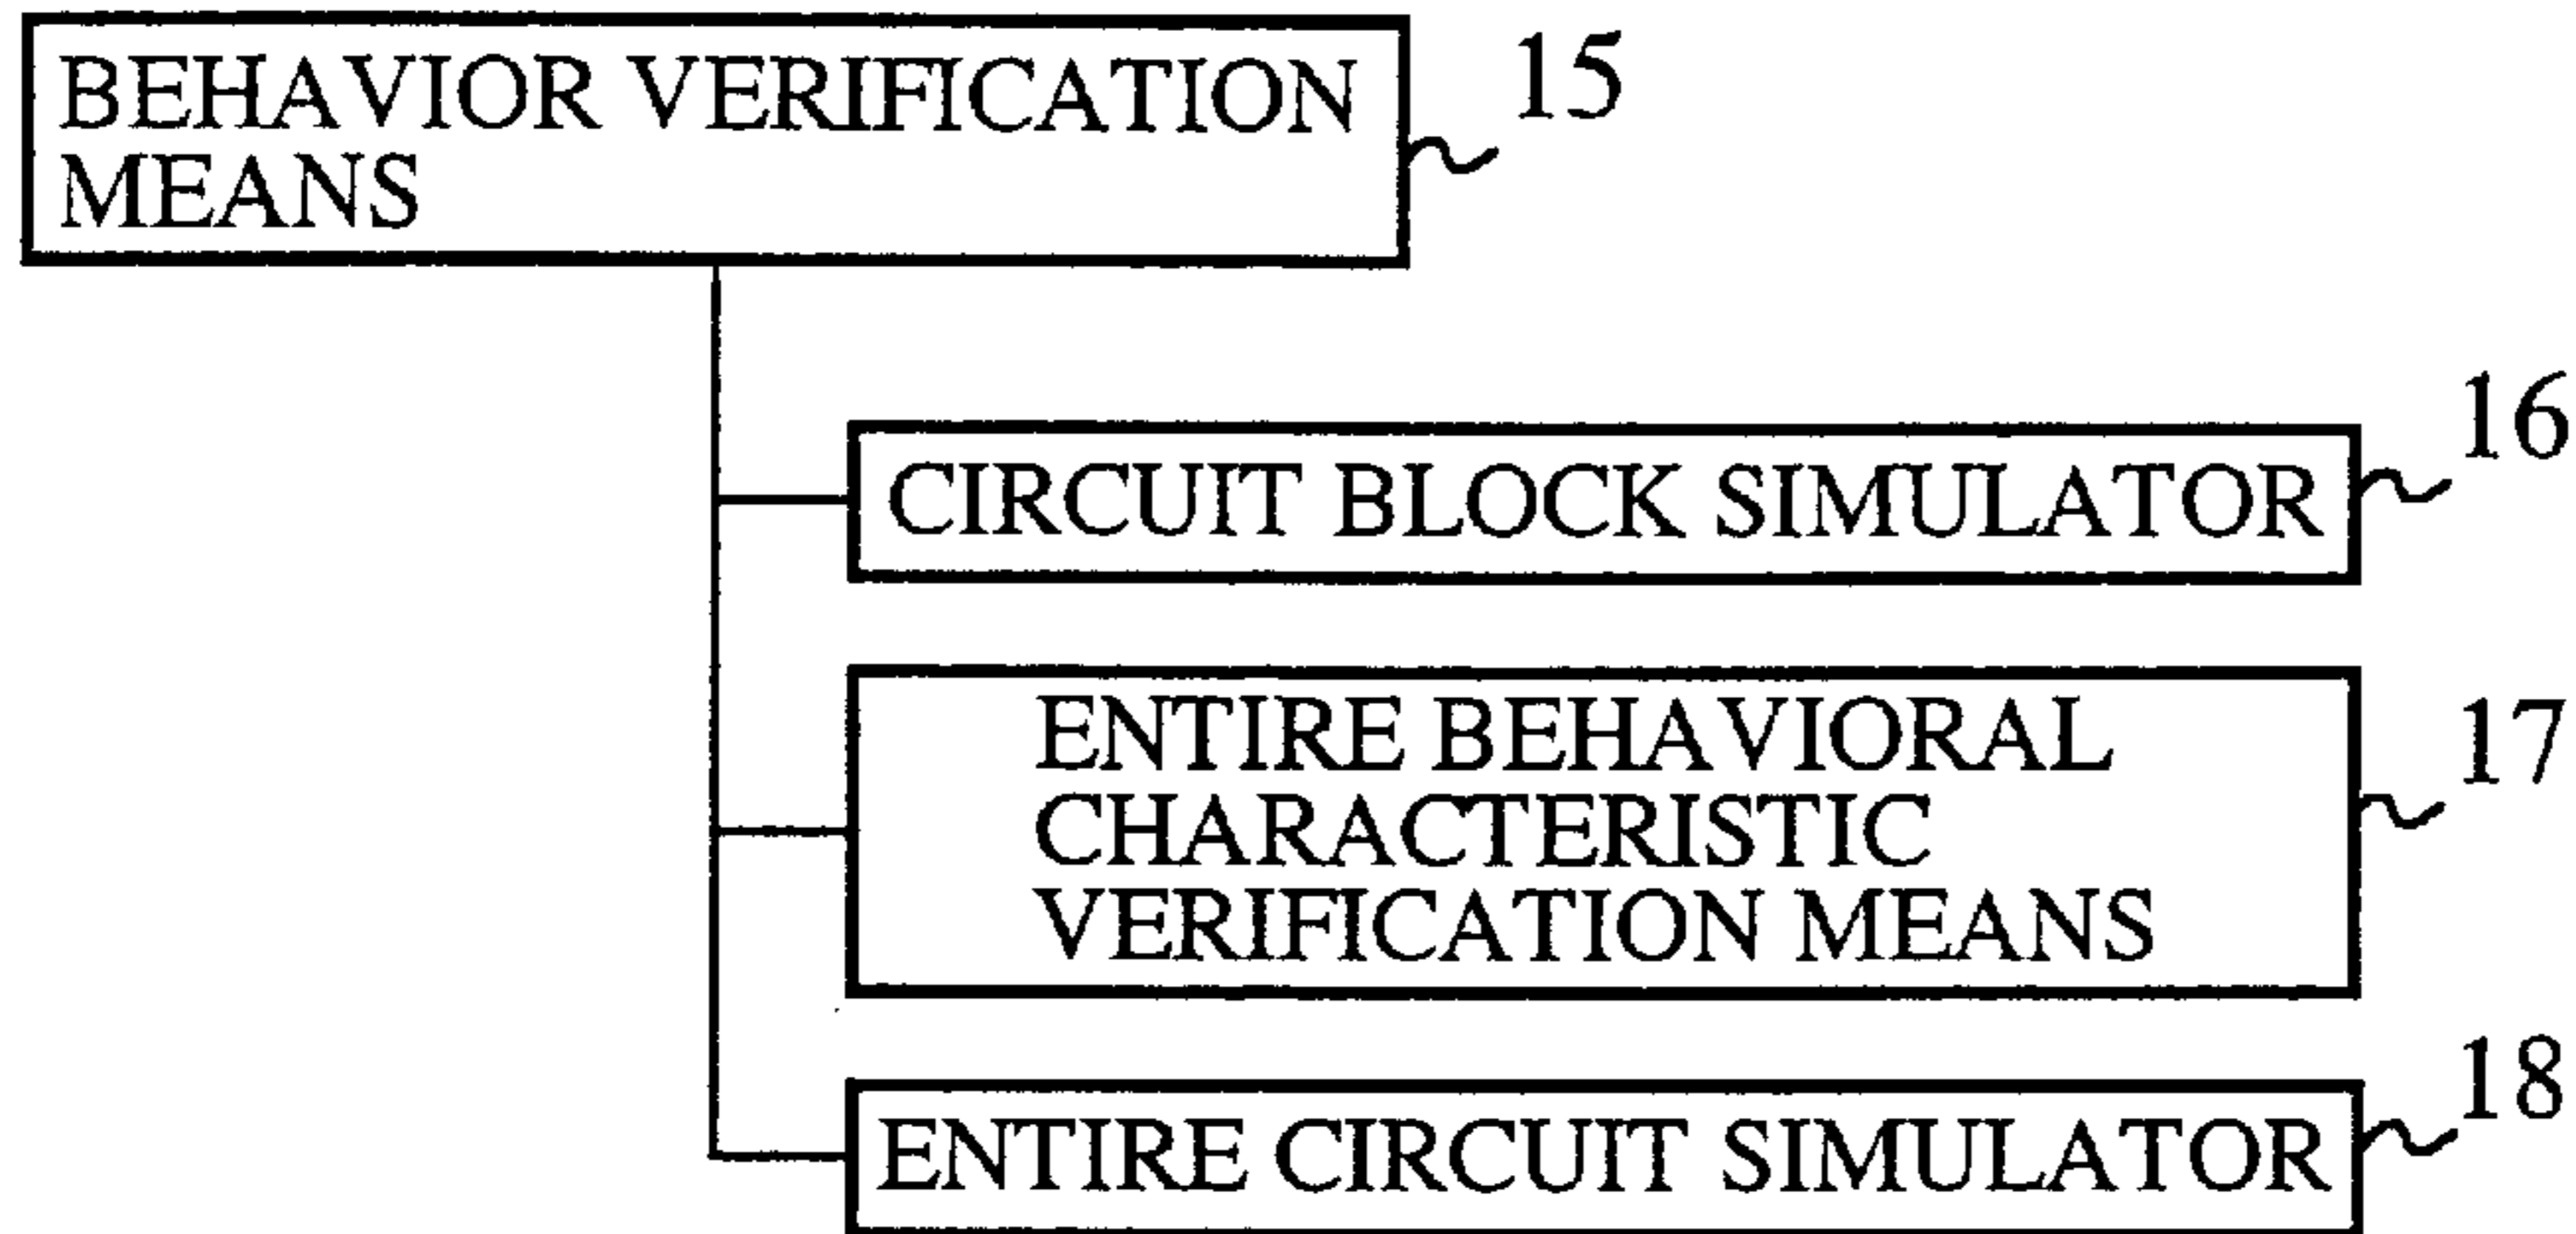 BEHAVIOR VERIFICATION
MEANS
15
CIRCUIT BLOCK SIMULATOR
16
ENTIRE BEHAVIORAL
CHARACTERISTIC
VERIFICATION MEANS
17
ENTIRE CIRCUIT SIMULATOR
18